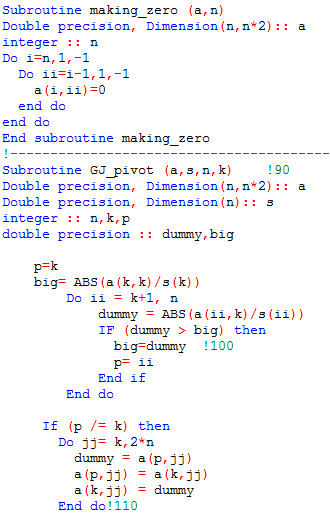 Subroutine making_zero (a,n)
Double precision, Dimension(n,n*2):: a
integer :: n
Do i=n,1,-1
  Do ii=i-1,1,-1
    a(i,ii)=0
  end do
end do
End subroutine making_zero
!----------------------------------------
Subroutine GJ_pivot (a,s,n,k)    !90
Double precision, Dimension(n,n*2):: a
Double precision, Dimension(n):: s
integer :: n,k,p
double precision :: dummy,big
    p=k
    big= ABS(a(k,k)/s(k))
        Do ii = k+1, n
            dummy = ABS(a(ii,k)/s(ii))
            IF (dummy > big) then
              big=dummy  !100
              p= ii
            End if
        End do
     If (p /= k) then
       Do jj= k,2*n
         dummy = a(p,jj)
         a(p,jj) = a(k,jj)
         a(k,jj) = dummy
       End do!110